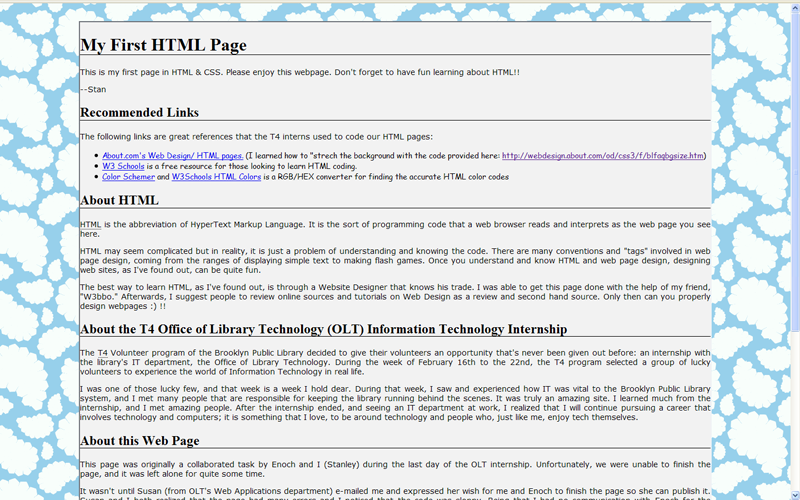 My First HTML Page
This is my first page in HTML & CSS. Please enjoy this webpage. Don't forget to have fun learning about HTML!!
--Stan
Recommended Links
The following links are great references that the T4 interns used to code our HTML pages:
• About.com's Web Design/ HTML pages. (I learned how to "strech the background with the code provided here: http://webdesign.about.com/od/css3/f/blfaqbgsize.htm)
• W3 Schools is a free resource for those looking to learn HTML coding.
• Color Schemer and W3Schools HTML Colors is a RGB/HEX converter for finding the accurate HTML color codes
About HTML
HTML is the abbreviation of HyperText Markup Language. It is the sort of programming code that a web browser reads and interprets as the web page you see
here.
HTML may seem complicated but in reality, it is just a problem of understanding and knowing the code. There are many conventions and "tags" involved in web
page design, coming from the ranges of displaying simple text to making flash games. Once you understand and know HTML and web page design, designing
web sites, as I've found out, can be quite fun.
The best way to learn HTML, as I've found out, is through a Website Designer that knows his trade. I was able to get this page done with the help of my friend,
"W3bbo." Afterwards, I suggest people to review online sources and tutorials on Web Design as a review and second hand source. Only then can you properly
design webpages :) !!
About the T4 Office of Library Technology (OLT) Information Technology Internship
The T4 Volunteer program of the Brooklyn Public Library decided to give their volunteers an opportunity that's never been given out before: an internship with
the library's IT department, the Office of Library Technology. During the week of February 16th to the 22nd, the T4 program selected a group of lucky
volunteers to experience the world of Information Technology in real life.
I was one of those lucky few, and that week is a week I hold dear. During that week, I saw and experienced how IT was vital to the Brooklyn Public Library
system, and I met many people that are responsible for keeping the library running behind the scenes. It was truly an amazing site. I learned much from the
internship, and I met amazing people. After the internship ended, and seeing an IT department at work, I realized that I will continue pursuing a career that
involves technology and computers; it is something that I love, to be around technology and people who, just like me, enjoy tech themselves.
About this Web Page
This page was originally a collaborated task by Enoch and I (Stanley) during the last day of the OLT internship. Unfortunately, we were unable to finish the
page, and it was left alone for quite some time.
It wasn't until Susan (from OLT's Web Applications department) e-mailed me and expressed her wish for me and Enoch to finish the page so she can publish it.